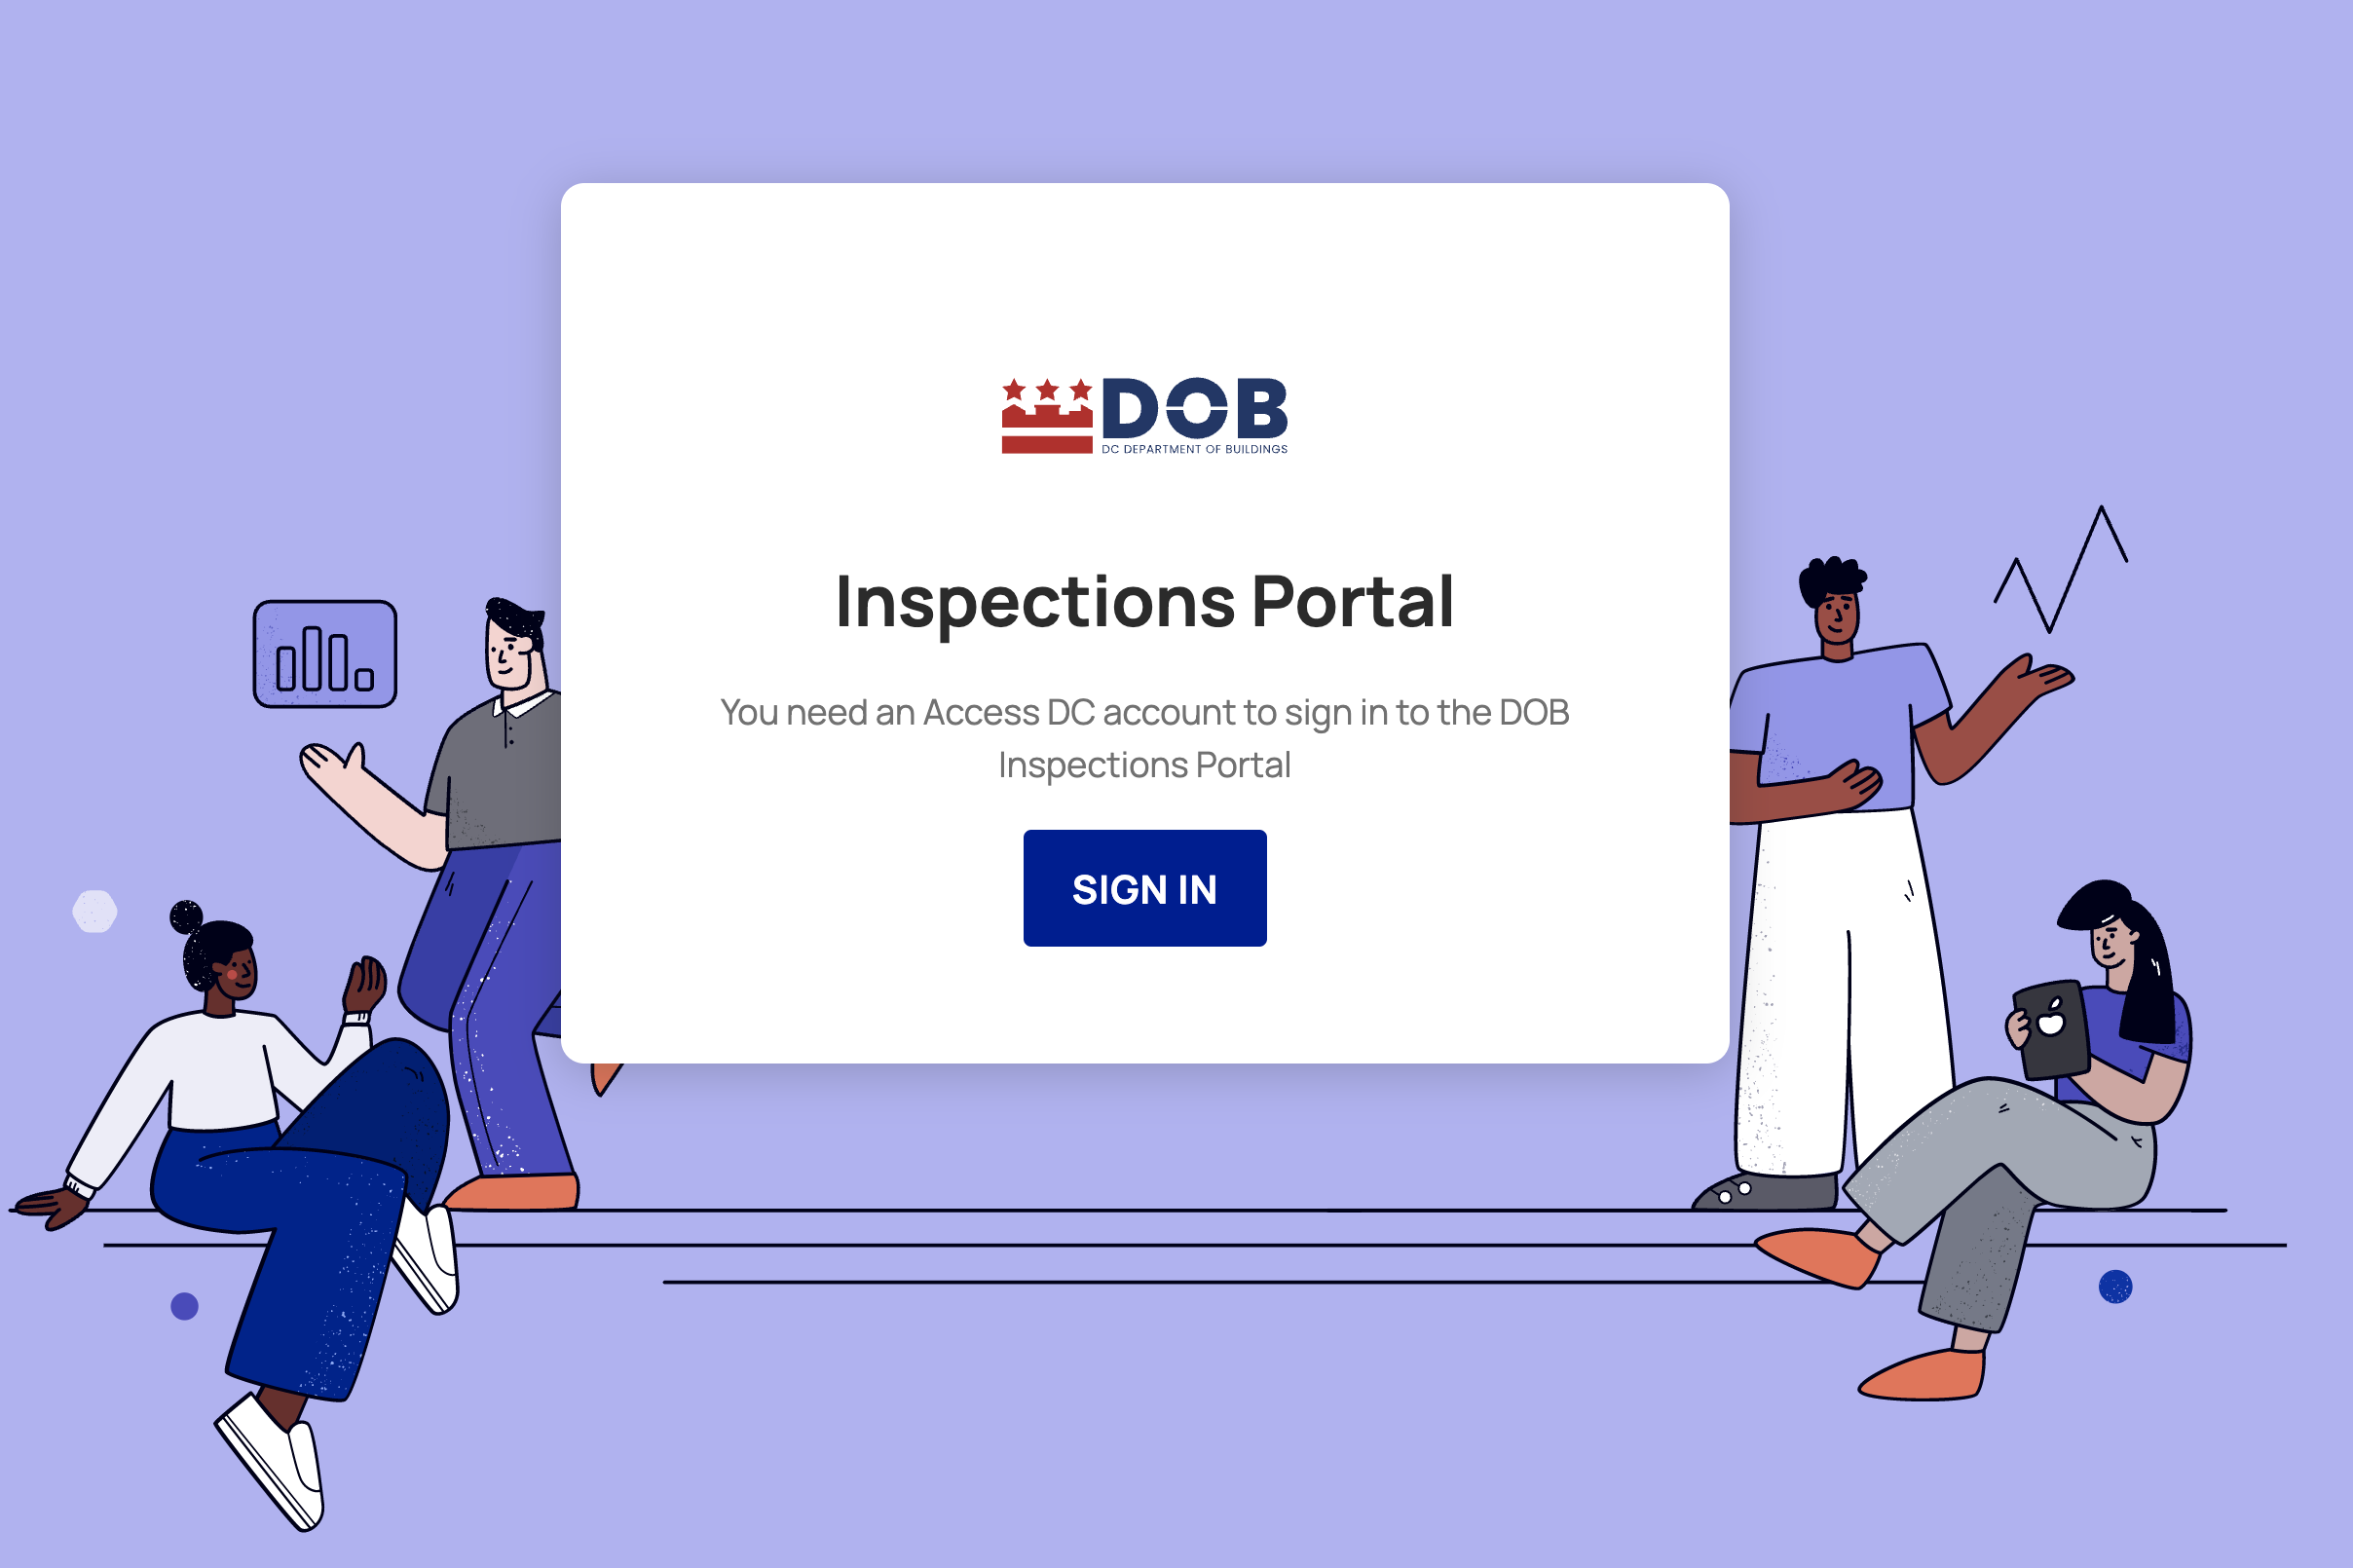 DOB
DC DEPARTMENT OF BUILDINGS
Inspections Portal
You need an Access DC account to sign in to the DOB
Inspections Portal
SIGN IN